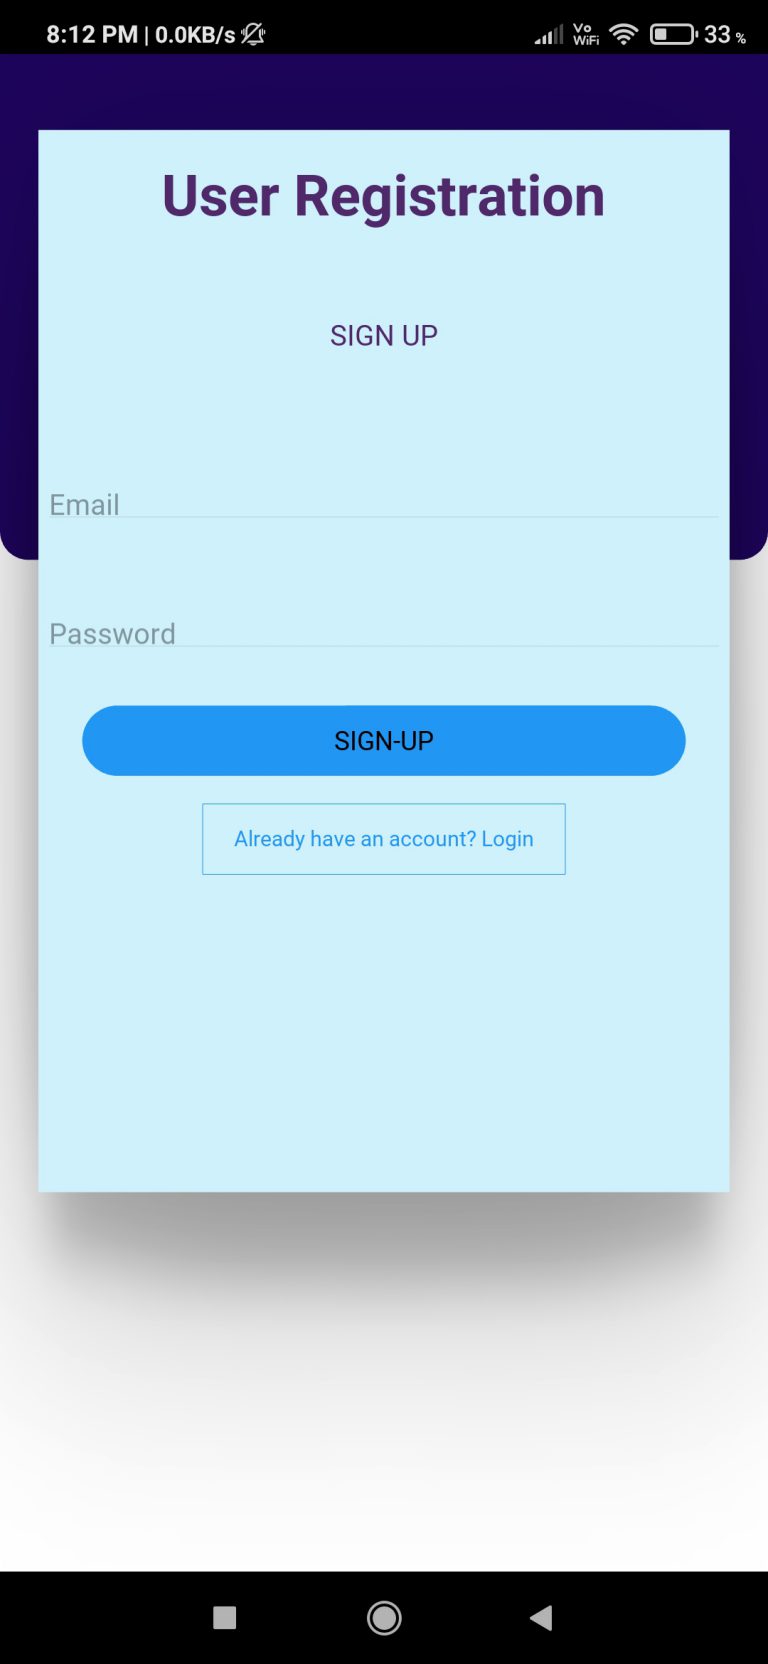 8:12 PM | 0.0KB/s Vo WiFi 33 %
User Registration
SIGN UP
Email
Password
SIGN-UP
Already have an account? Login